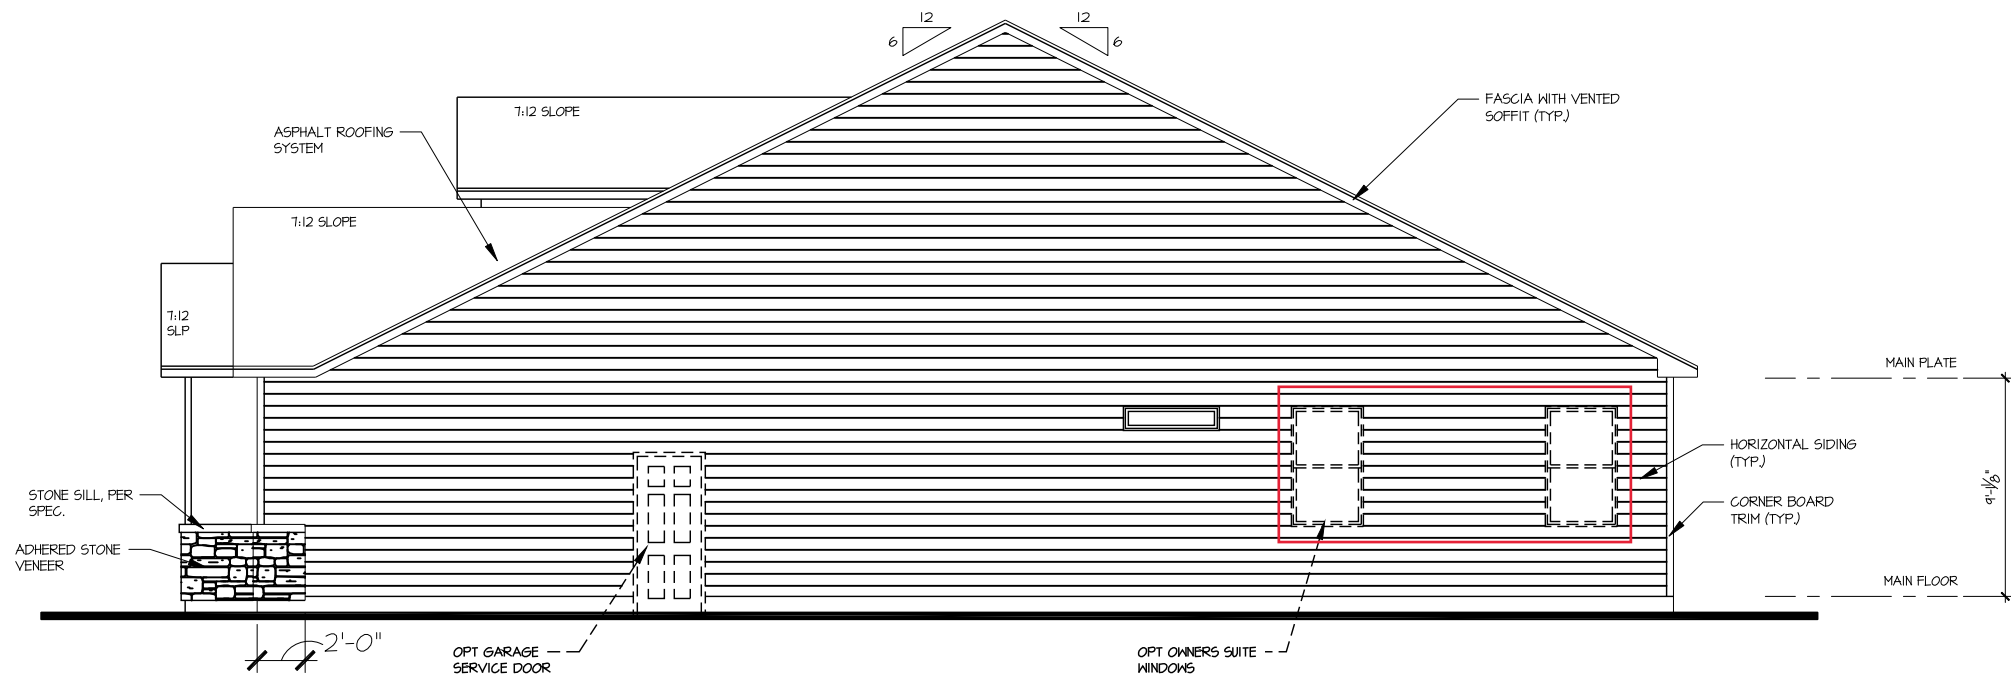 12
12
6
6
7:12 SLOPE
FASCIA WITH VENTED
SOFFIT (TYP.)
ASPHALT ROOFING
SYSTEM
7:12 SLOPE
7:12
SLP
MAIN PLATE
HORIZONTAL SIDING
(TYP.)
9'-1 1/8"
STONE SILL, PER
SPEC.
CORNER BOARD
TRIM (TYP.)
ADHERED STONE
VENEER
MAIN FLOOR
2'-0"
OPT GARAGE
SERVICE DOOR
OPT OWNERS SUITE
WINDOWS